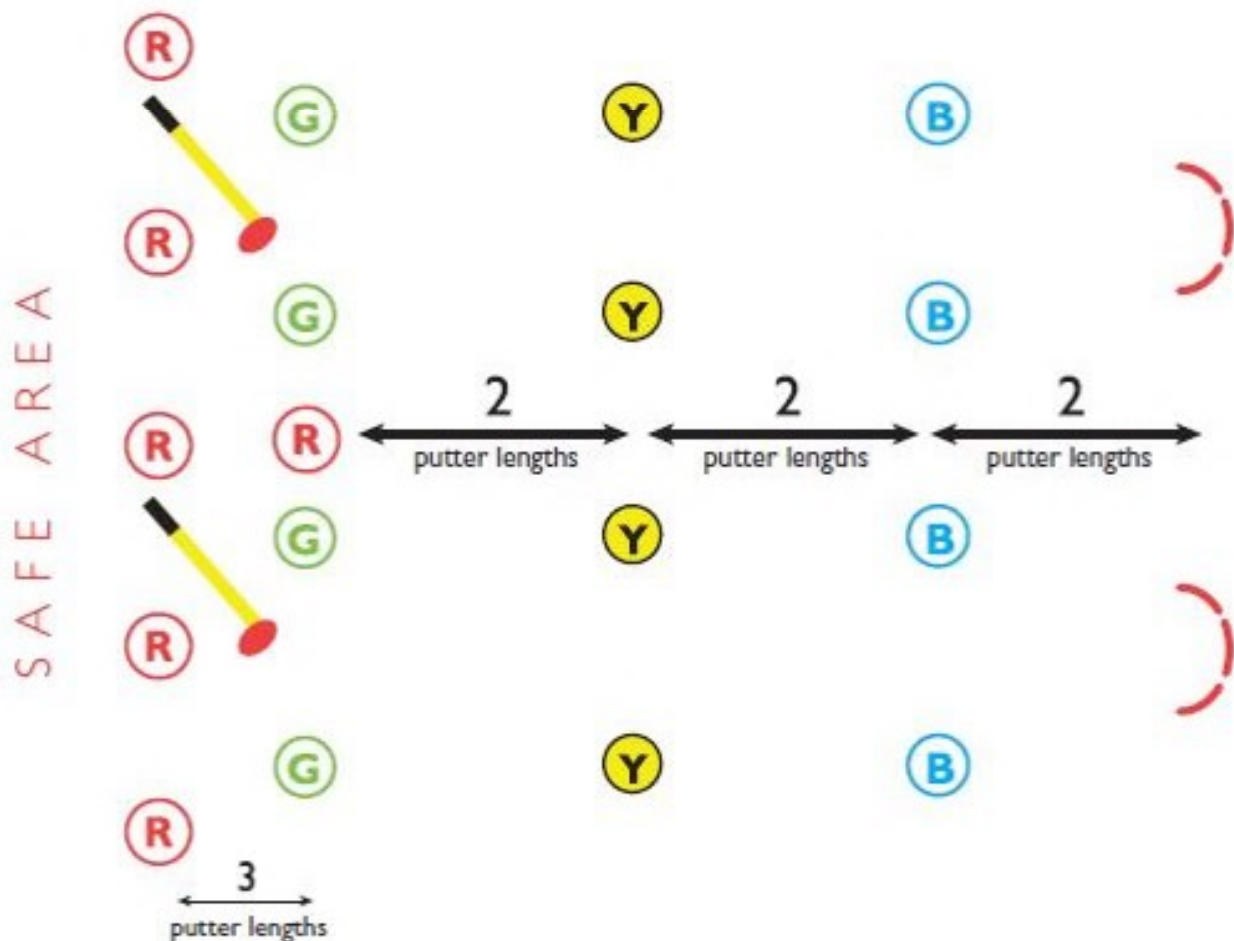 R
G Y B
R
G Y B
SAFE AREA
2 2 2
R R
putter lengths putter lengths putter lengths
G Y B
R
G Y B
R
3
putter lengths